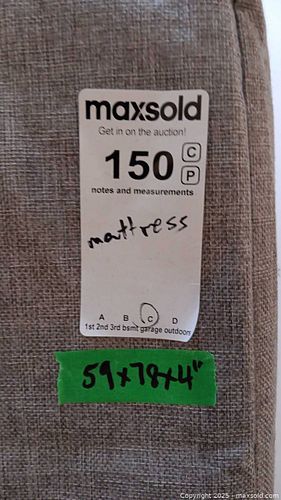 maxsold
Get in on the auction!
150 C
P
notes and measurements
mattress
A B C D
1st 2nd 3rd bsmt garage outdoor
59x78x4"
Copyright © 2025 - www.maxsold.com